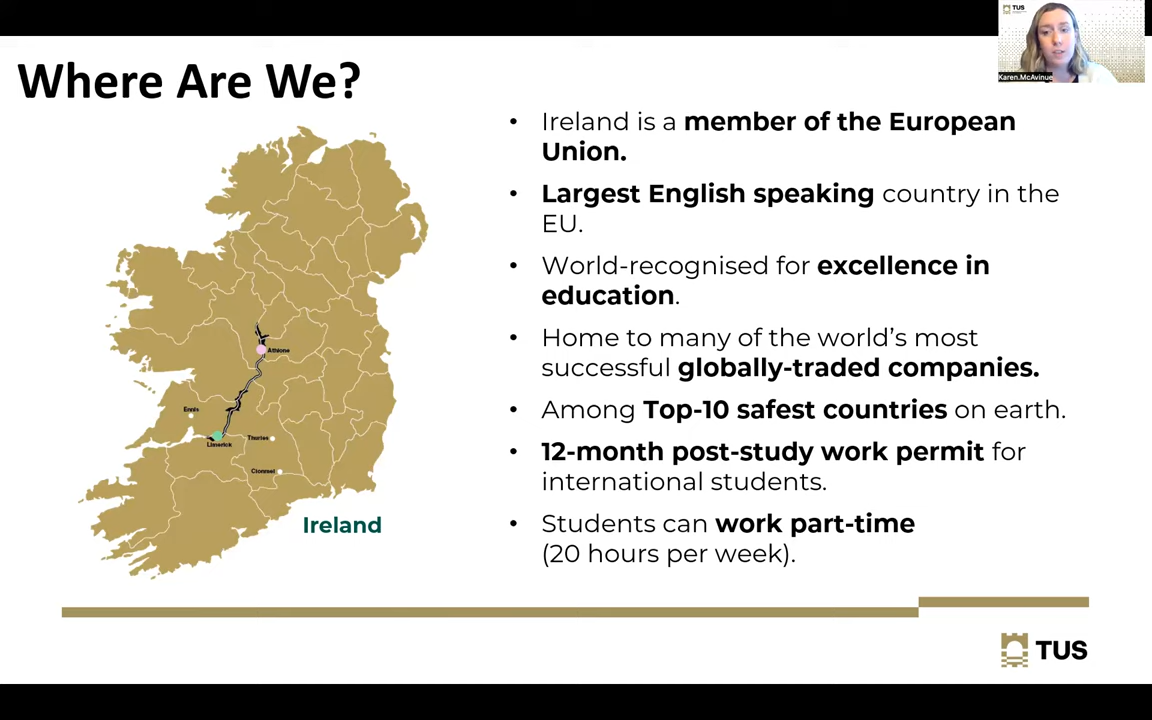 TUS
Karen.McAvinue
Where Are We?
• Ireland is a member of the European
Union.
• Largest English speaking country in the
EU.
• World-recognised for excellence in
education.
• Home to many of the world's most
successful globally-traded companies.
• Among Top-10 safest countries on earth.
• 12-month post-study work permit for
international students.
• Students can work part-time
(20 hours per week).
Athlone
Ennis
Limerick
Thurles
Clonmel
Ireland
TUS